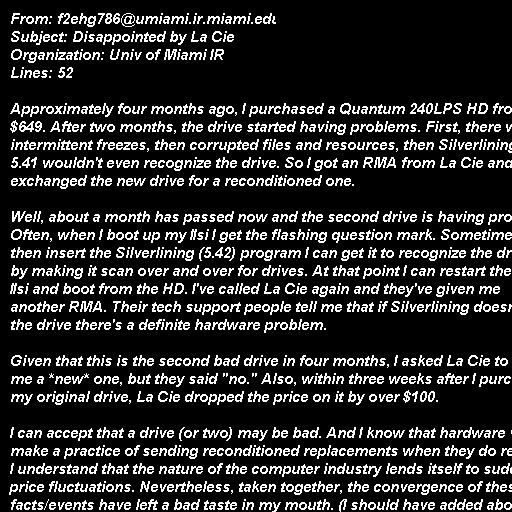 From: f2ehg786@umiami.ir.miami.edu
Subject: Disappointed by La Cie
Organization: Univ of Miami IR
Lines: 52

Approximately four months ago, I purchased a Quantum 240LPS HD fro
$649. After two months, the drive started having problems. First, there
intermittent freezes, then corrupted files and resources, then Silverlining
5.41 wouldn't even recognize the drive. So I got an RMA from La Cie and
exchanged the new drive for a reconditioned one.

Well, about a month has passed now and the second drive is having pro
Often, when I boot up my IIsi I get the flashing question mark. Sometime
then insert the Silverlining (5.42) program I can get it to recognize the dr
by making it scan over and over for drives. At that point I can restart the
IIsi and boot from the HD. I've called La Cie again and they've given me
another RMA. Their tech support people tell me that if Silverlining doesn
the drive there's a definite hardware problem.

Given that this is the second bad drive in four months, I asked La Cie to
me a *new* one, but they said "no." Also, within three weeks after I purc
my original drive, La Cie dropped the price on it by over $100.

I can accept that a drive (or two) may be bad. And I know that hardware
make a practice of sending reconditioned replacements when they do re
I understand that the nature of the computer industry lends itself to sud
price fluctuations. Nevertheless, taken together, the convergence of thes
facts/events have left a bad taste in my mouth. (I should have added abo